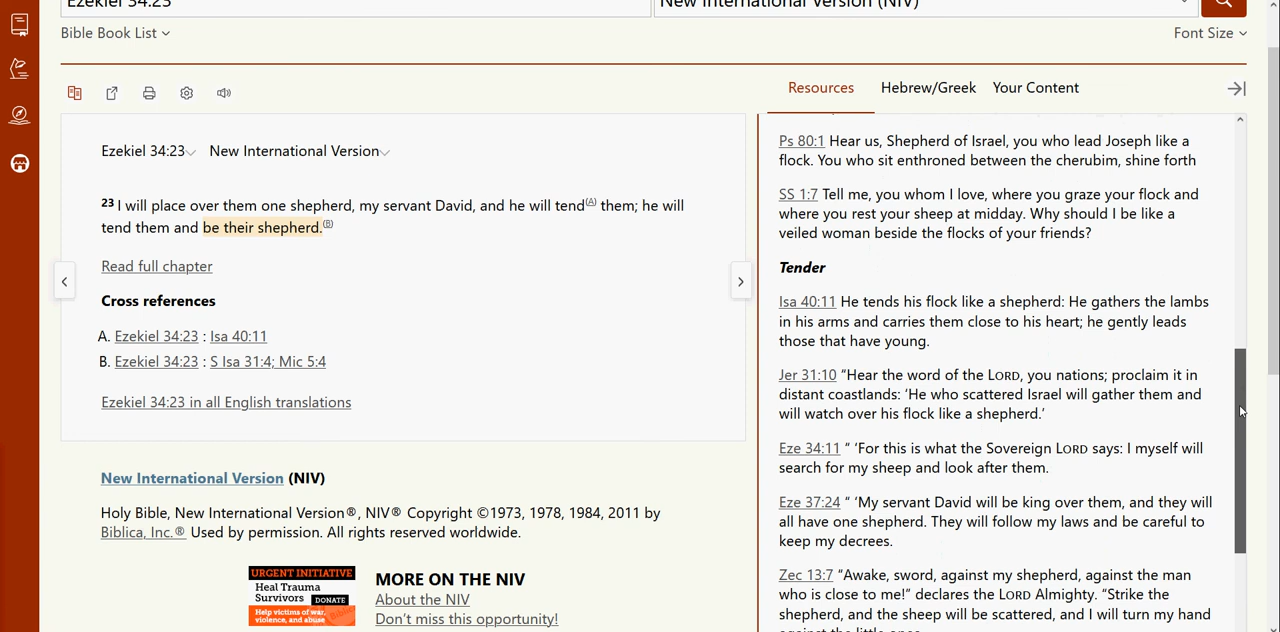 Ezekiel 34:23
New International Version (NIV)
Bible Book List
Font Size
Resources
Hebrew/Greek
Your Content
Ezekiel 34:23
New International Version
23 I will place over them one shepherd, my servant David, and he will tend(A) them; he will
tend them and be their shepherd.(B)
Read full chapter
Cross references
A. Ezekiel 34:23 : Isa 40:11
B. Ezekiel 34:23 : S Isa 31:4; Mic 5:4
Ezekiel 34:23 in all English translations
New International Version (NIV)
Holy Bible, New International Version®, NIV® Copyright ©1973, 1978, 1984, 2011 by
Biblica, Inc.® Used by permission. All rights reserved worldwide.
URGENT INITIATIVE
Heal Trauma
Survivors
DONATE
Help victims of war,
violence, and abuse
MORE ON THE NIV
About the NIV
Don't miss this opportunity!
Ps 80:1 Hear us, Shepherd of Israel, you who lead Joseph like a
flock. You who sit enthroned between the cherubim, shine forth
SS 1:7 Tell me, you whom I love, where you graze your flock and
where you rest your sheep at midday. Why should I be like a
veiled woman beside the flocks of your friends?
Tender
Isa 40:11 He tends his flock like a shepherd: He gathers the lambs
in his arms and carries them close to his heart; he gently leads
those that have young.
Jer 31:10 “Hear the word of the LORD, you nations; proclaim it in
distant coastlands: ‘He who scattered Israel will gather them and
will watch over his flock like a shepherd.’
Eze 34:11 “ ‘For this is what the Sovereign LORD says: I myself will
search for my sheep and look after them.
Eze 37:24 “ ‘My servant David will be king over them, and they will
all have one shepherd. They will follow my laws and be careful to
keep my decrees.
Zec 13:7 “Awake, sword, against my shepherd, against the man
who is close to me!” declares the LORD Almighty. “Strike the
shepherd, and the sheep will be scattered, and I will turn my hand
against the little ones